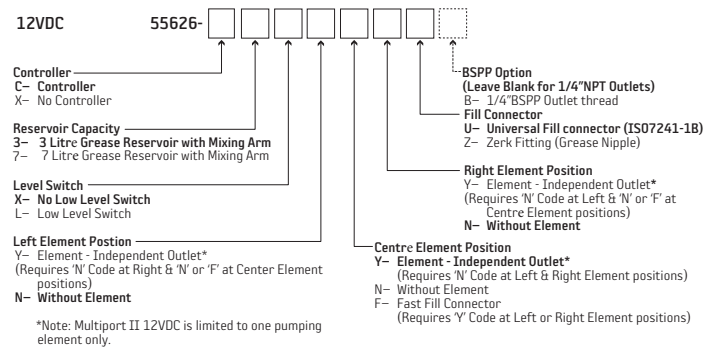 12VDC 55626-
Controller
C– Controller
X– No Controller
Reservoir Capacity
3– 3 Litre Grease Reservoir with Mixing Arm
7– 7 Litre Grease Reservoir with Mixing Arm
Level Switch
X– No Low Level Switch
L– Low Level Switch
Left Element Postion
Y– Element - Independent Outlet*
(Requires ‘N’ Code at Right & ‘N’ or ‘F’ at Center Element
positions)
N– Without Element
*Note: Multiport II 12VDC is limited to one pumping
element only.
BSPP Option
(Leave Blank for 1/4”NPT Outlets)
B– 1/4”BSPP Outlet thread
Fill Connector
U– Universal Fill connector (ISO7241-1B)
Z– Zerk Fitting (Grease Nipple)
Right Element Position
Y– Element - Independent Outlet*
(Requires ‘N’ Code at Left & ‘N’ or ‘F’ at
Centre Element positions)
N– Without Element
Centre Element Position
Y– Element - Independent Outlet*
(Requires ‘N’ Code at Left & Right Element positions)
N– Without Element
F– Fast Fill Connector
(Requires ‘Y’ Code at Left or Right Element positions)